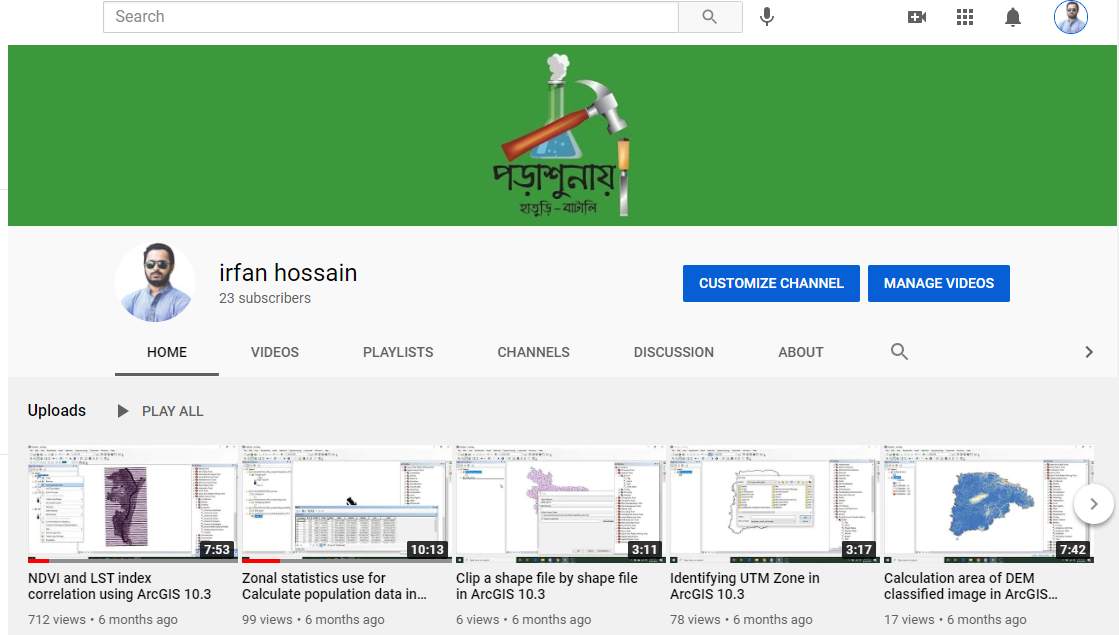 Search
পড়াশুনায়
হাতুড়ি – বাটালি
irfan hossain
23 subscribers
CUSTOMIZE CHANNEL
MANAGE VIDEOS
HOME
VIDEOS
PLAYLISTS
CHANNELS
DISCUSSION
ABOUT
Uploads
PLAY ALL
7:53
10:13
3:11
3:17
7:42
NDVI and LST index
correlation using ArcGIS 10.3
712 views • 6 months ago
Zonal statistics use for
Calculate population data in...
99 views • 6 months ago
Clip a shape file by shape file
in ArcGIS 10.3
6 views • 6 months ago
Identifying UTM Zone in
ArcGIS 10.3
78 views • 6 months ago
Calculation area of DEM
classified image in ArcGIS...
17 views • 6 months ago